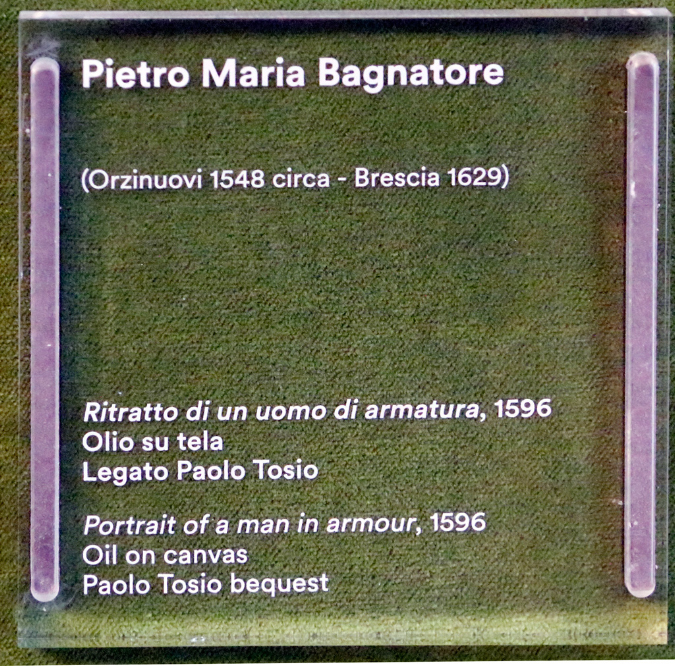 Pietro Maria Bagnatore
(Orzinuovi 1548 circa - Brescia 1629)
Ritratto di un uomo di armatura, 1596
Olio su tela
Legato Paolo Tosio
Portrait of a man in armour, 1596
Oil on canvas
Paolo Tosio bequest